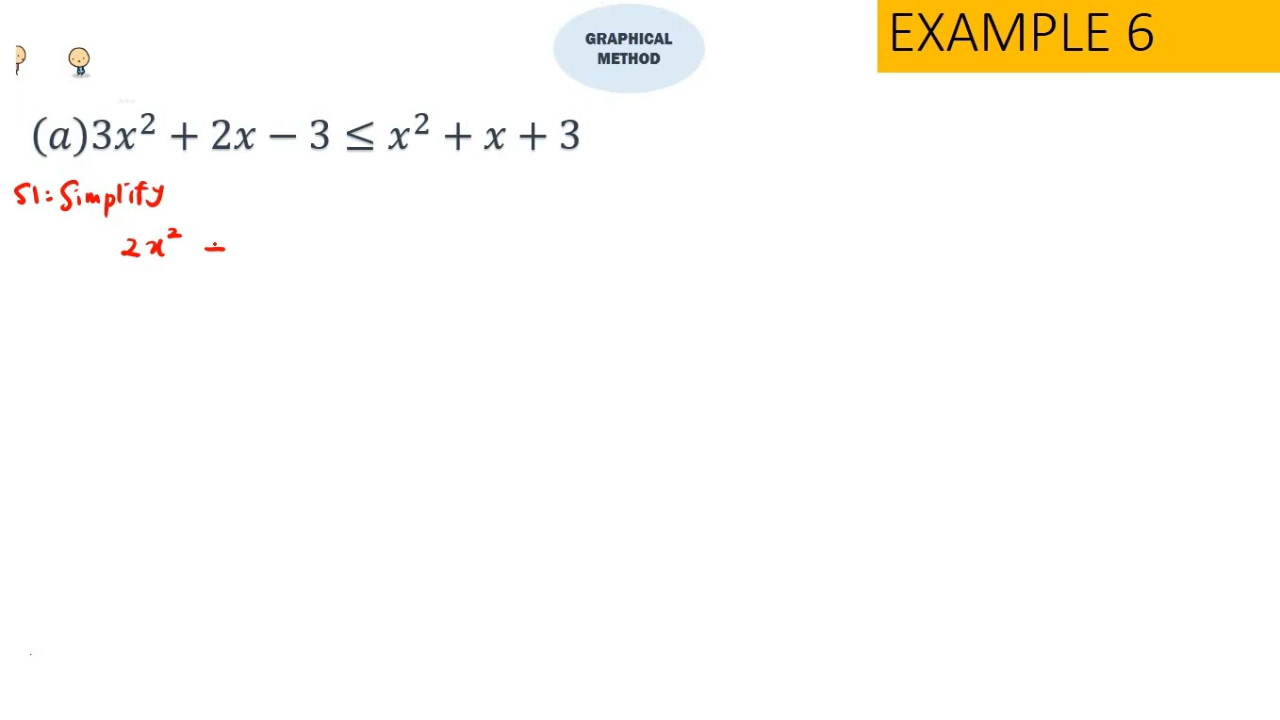 GRAPHICAL
METHOD
EXAMPLE 6
(a)3x² + 2x − 3 ≤ x² + x + 3
S1: Simplify
2x² −